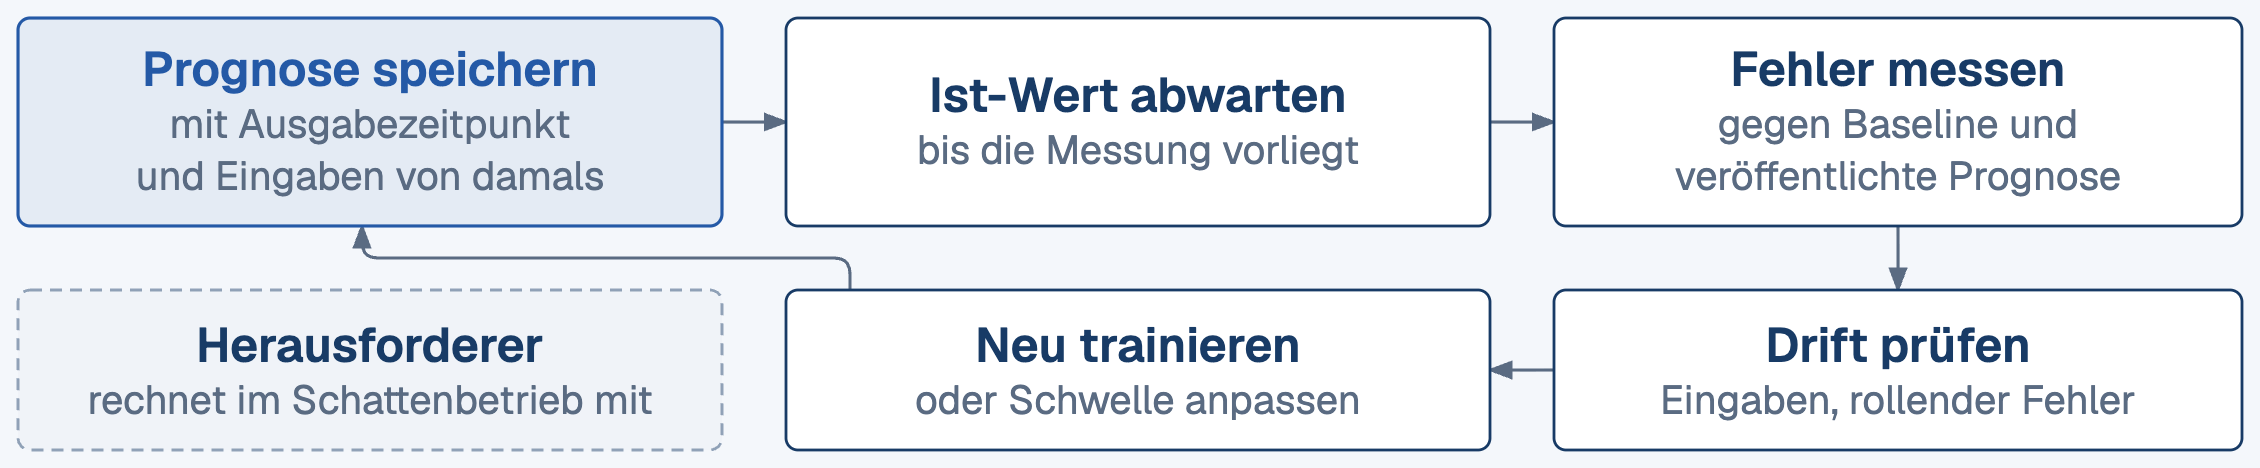 Prognose speichern
mit Ausgabezeitpunkt
und Eingaben von damals
Ist-Wert abwarten
bis die Messung vorliegt
Fehler messen
gegen Baseline und
veröffentlichte Prognose
Herausforderer
rechnet im Schattenbetrieb mit
Neu trainieren
oder Schwelle anpassen
Drift prüfen
Eingaben, rollender Fehler